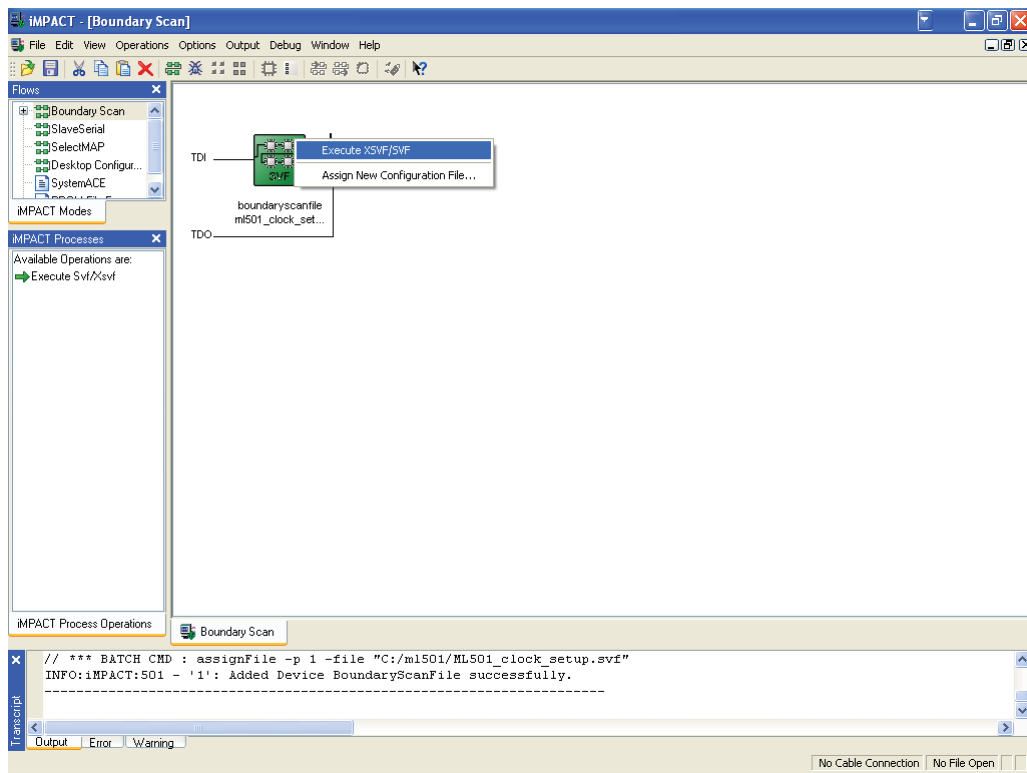 iMPACT - [Boundary Scan]
File Edit View Operations Options Output Debug Window Help
Flows
Boundary Scan
SlaveSerial
SelectMAP
Desktop Configur...
SystemACE
iMPACT Modes
iMPACT Processes
Available Operations are:
Execute Svf/Xsvf
iMPACT Process Operations
TDI
SVF
Execute XSVF/SVF
Assign New Configuration File...
boundaryscanfile
ml501_clock_set...
TDO
Boundary Scan
// *** BATCH CMD : assignFile -p 1 -file "C:/ml501/ML501_clock_setup.svf"
INFO:iMPACT:501 - '1': Added Device BoundaryScanFile successfully.
----------------------------------------------------------------------
Transcript
Output Error Warning
No Cable Connection No File Open